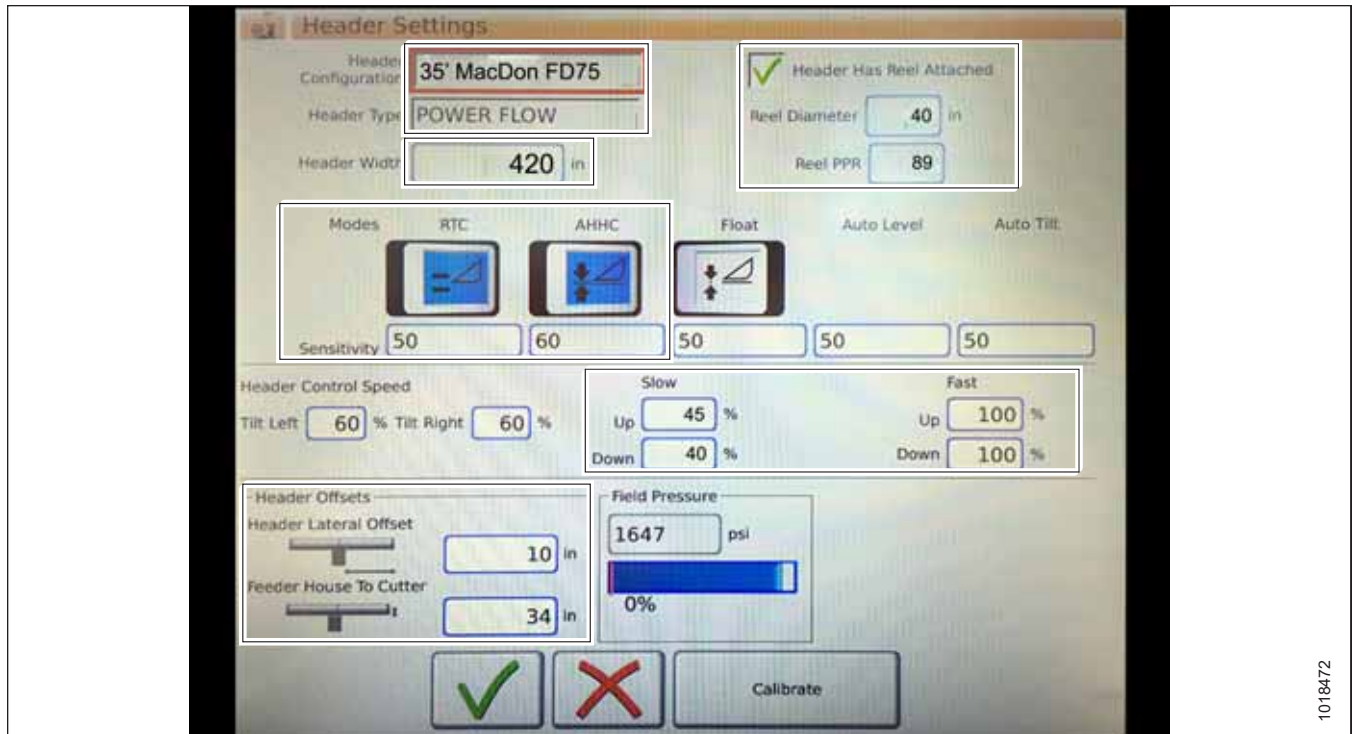 Header Settings
Header Configuration 35' MacDon FD75
Header Type POWER FLOW
Header Width 420 in
Header Has Reel Attached
Reel Diameter 40 in
Reel PPR 89
Modes RTC AHHC Float Auto Level Auto Tilt
Sensitivity 50 60 50 50 50
Header Control Speed
Tilt Left 60 % Tilt Right 60 %
Slow Fast
Up 45 % Up 100 %
Down 40 % Down 100 %
Header Offsets
Header Lateral Offset
10 in
Feeder House To Cutter
34 in
Field Pressure
1647 psi
0%
Calibrate
1018472